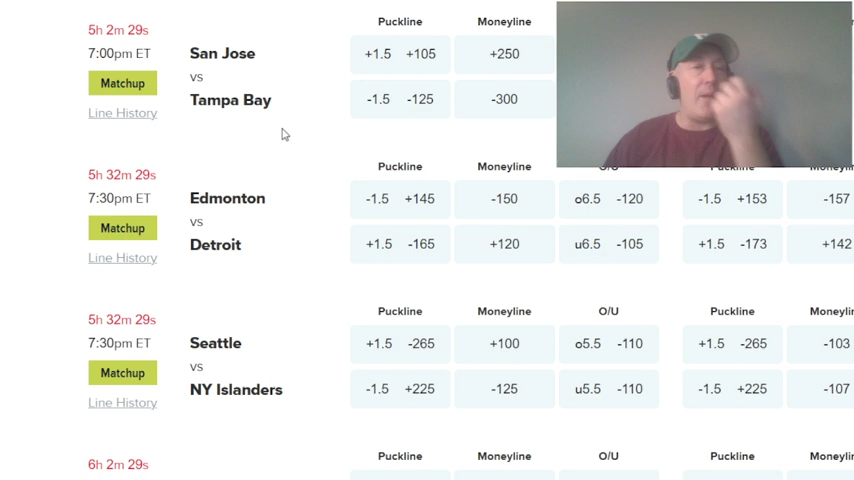 Puckline Moneyline
5h 2m 29s
7:00pm ET San Jose +1.5 +105 +250
Matchup vs
Line History Tampa Bay -1.5 -125 -300
Puckline Moneyline O/U Puckline Moneyli
5h 32m 29s
7:30pm ET Edmonton -1.5 +145 -150 o6.5 -120 -1.5 +153 -157
Matchup vs
Line History Detroit +1.5 -165 +120 u6.5 -105 +1.5 -173 +142
Puckline Moneyline O/U Puckline Moneylin
5h 32m 29s
7:30pm ET Seattle +1.5 -265 +100 o5.5 -110 +1.5 -265 -103
Matchup vs
Line History NY Islanders -1.5 +225 -125 u5.5 -110 -1.5 +225 -107
Puckline Moneyline O/U Puckline Moneylin
6h 2m 29s